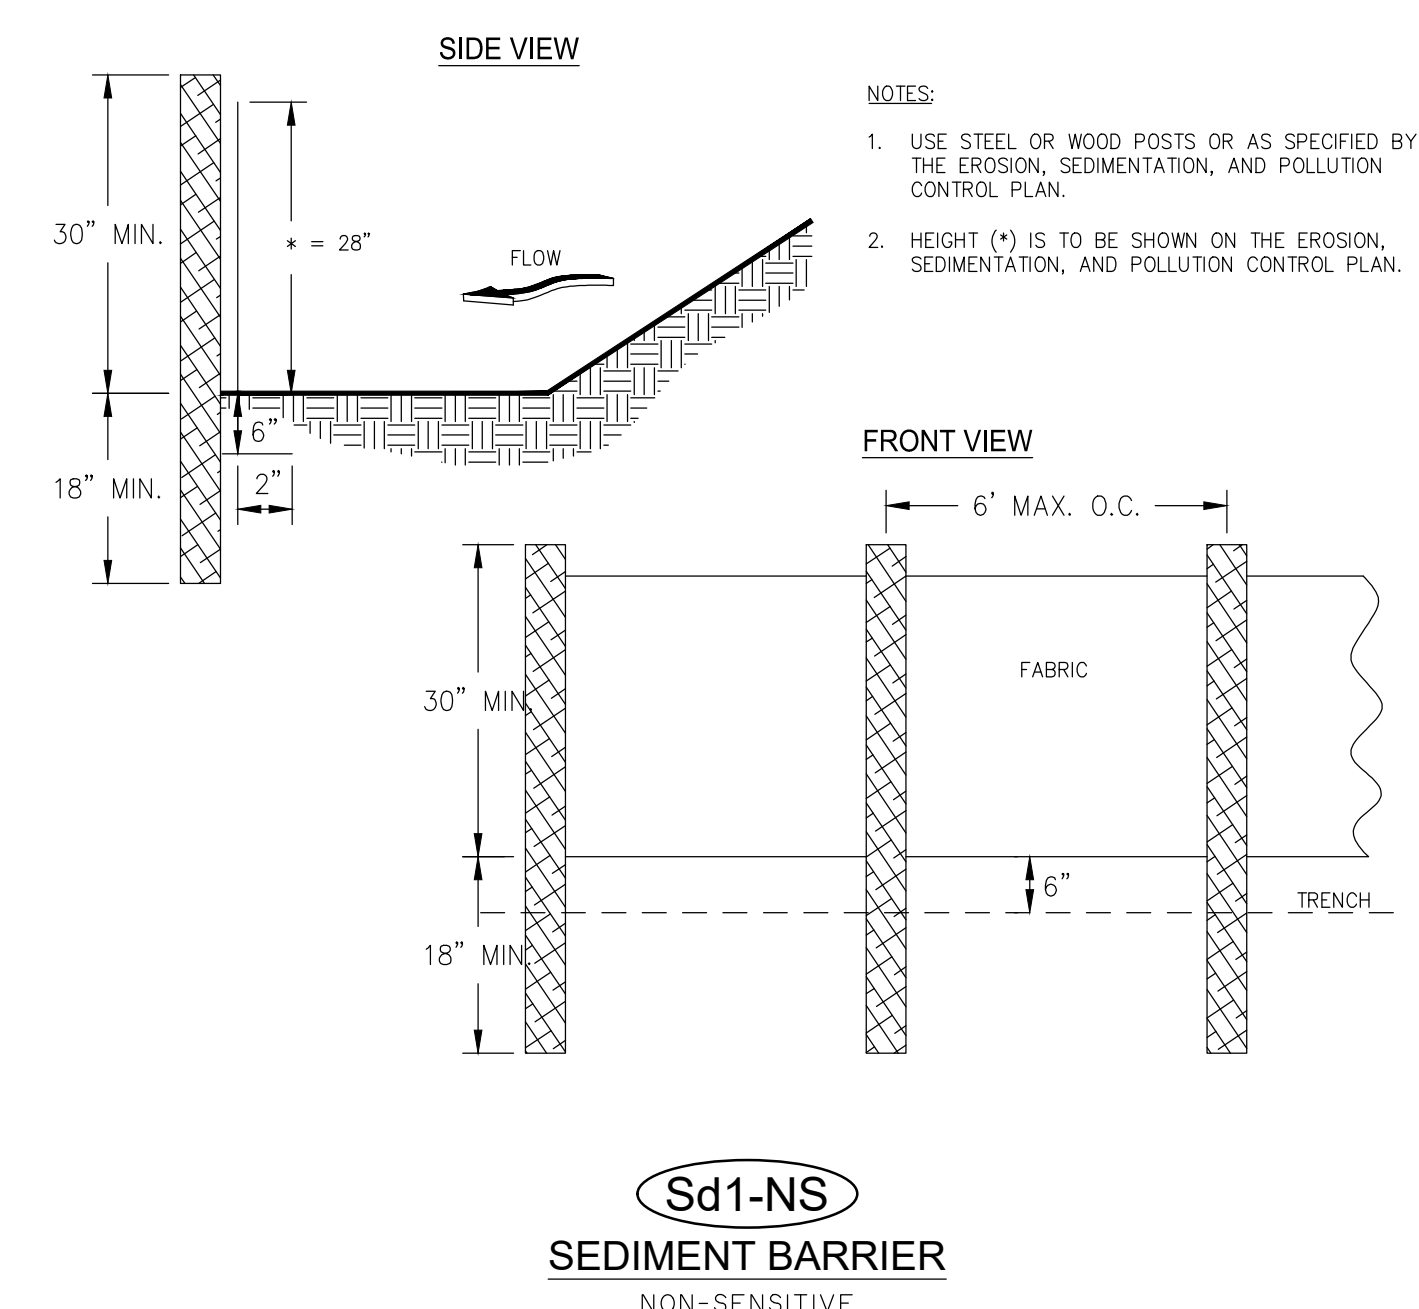 SIDE VIEW
NOTES:
1. USE STEEL OR WOOD POSTS OR AS SPECIFIED BY
THE EROSION, SEDIMENTATION, AND POLLUTION
CONTROL PLAN.
2. HEIGHT (*) IS TO BE SHOWN ON THE EROSION,
SEDIMENTATION, AND POLLUTION CONTROL PLAN.
30” MIN.
* = 28”
FLOW
6”
2”
18” MIN.
FRONT VIEW
6’ MAX. O.C.
FABRIC
30” MIN.
6”
TRENCH
18” MIN.
Sd1-NS
SEDIMENT BARRIER
NON-SENSITIVE